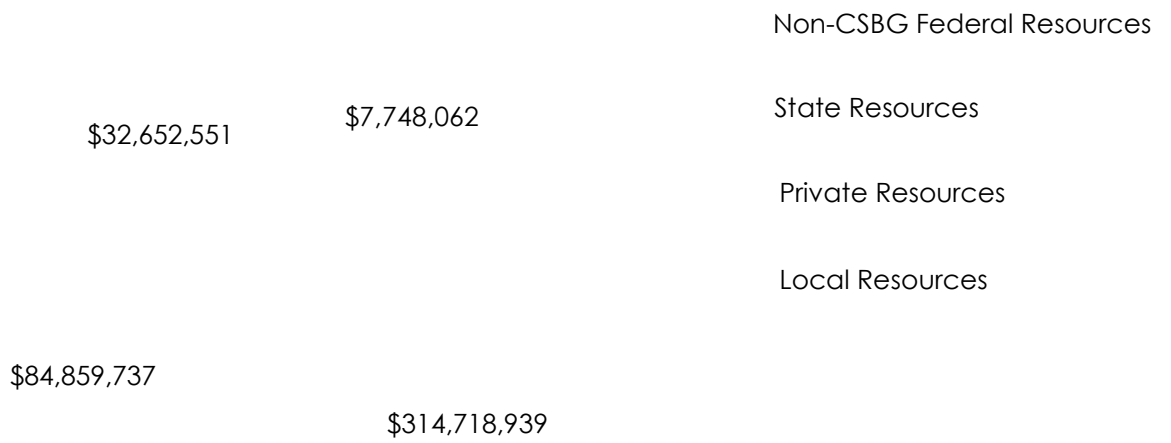 Non-CSBG Federal Resources
State Resources
$7,748,062
$32,652,551
Private Resources
Local Resources
$84,859,737
$314,718,939